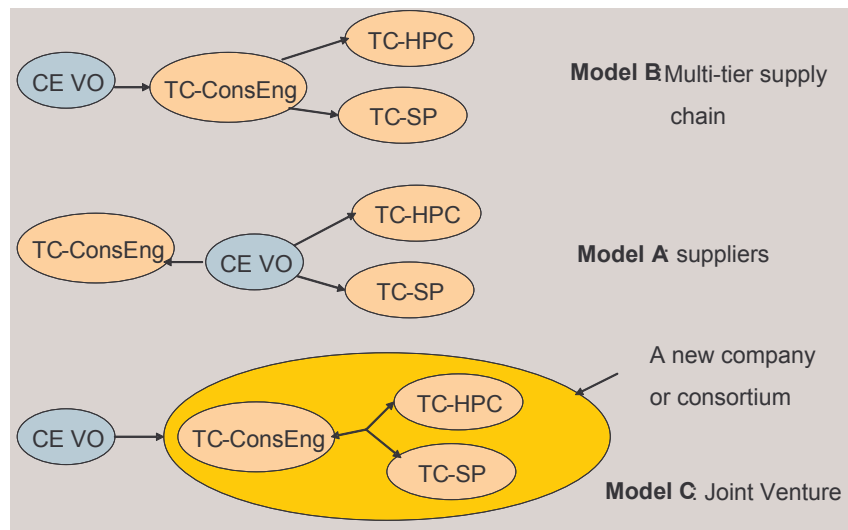 TC-HPC
CE VO
TC-ConsEng
TC-SP
Model B: Multi-tier supply
chain
TC-HPC
TC-ConsEng
CE VO
TC-SP
Model A: suppliers
A new company
or consortium
TC-HPC
CE VO
TC-ConsEng
TC-SP
Model C: Joint Venture